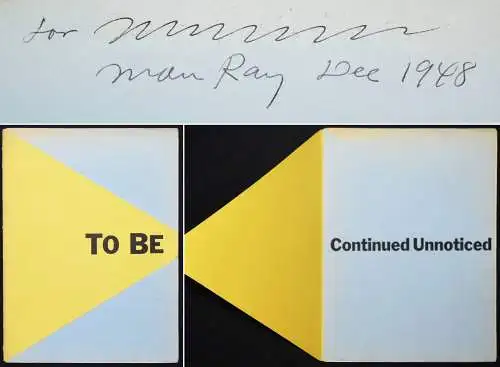 for
Man Ray Dec 1948
TO BE
Continued Unnoticed